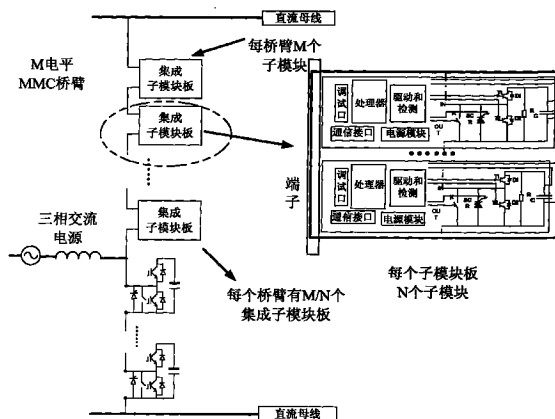 直流母线
M电平
MMC桥臂
集成
子模块板
每桥臂M个
子模块
集成
子模块板
调试口
处理器
驱动和
检测
通信接口
电源模块
OU
T
端子
调试口
处理器
驱动和
检测
通信接口
电源模块
OU
T
集成
子模块板
三相交流
电源
每个桥臂有M/N个
集成子模块板
每个子模块板
N个子模块
直流母线